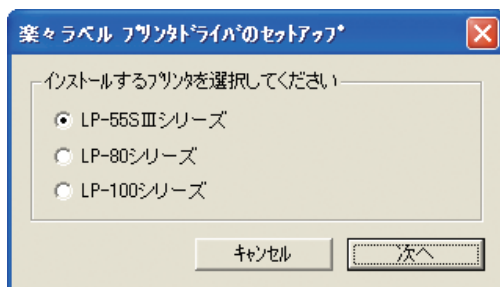 楽々ラベル ﾌﾟﾘﾝﾀﾄﾞﾗｲﾊﾞのｾｯﾄｱｯﾌﾟ
ｲﾝｽﾄｰﾙするﾌﾟﾘﾝﾀを選択してください
LP-55SⅢシリーズ
LP-80シリーズ
LP-100シリーズ
ｷｬﾝｾﾙ 次へ